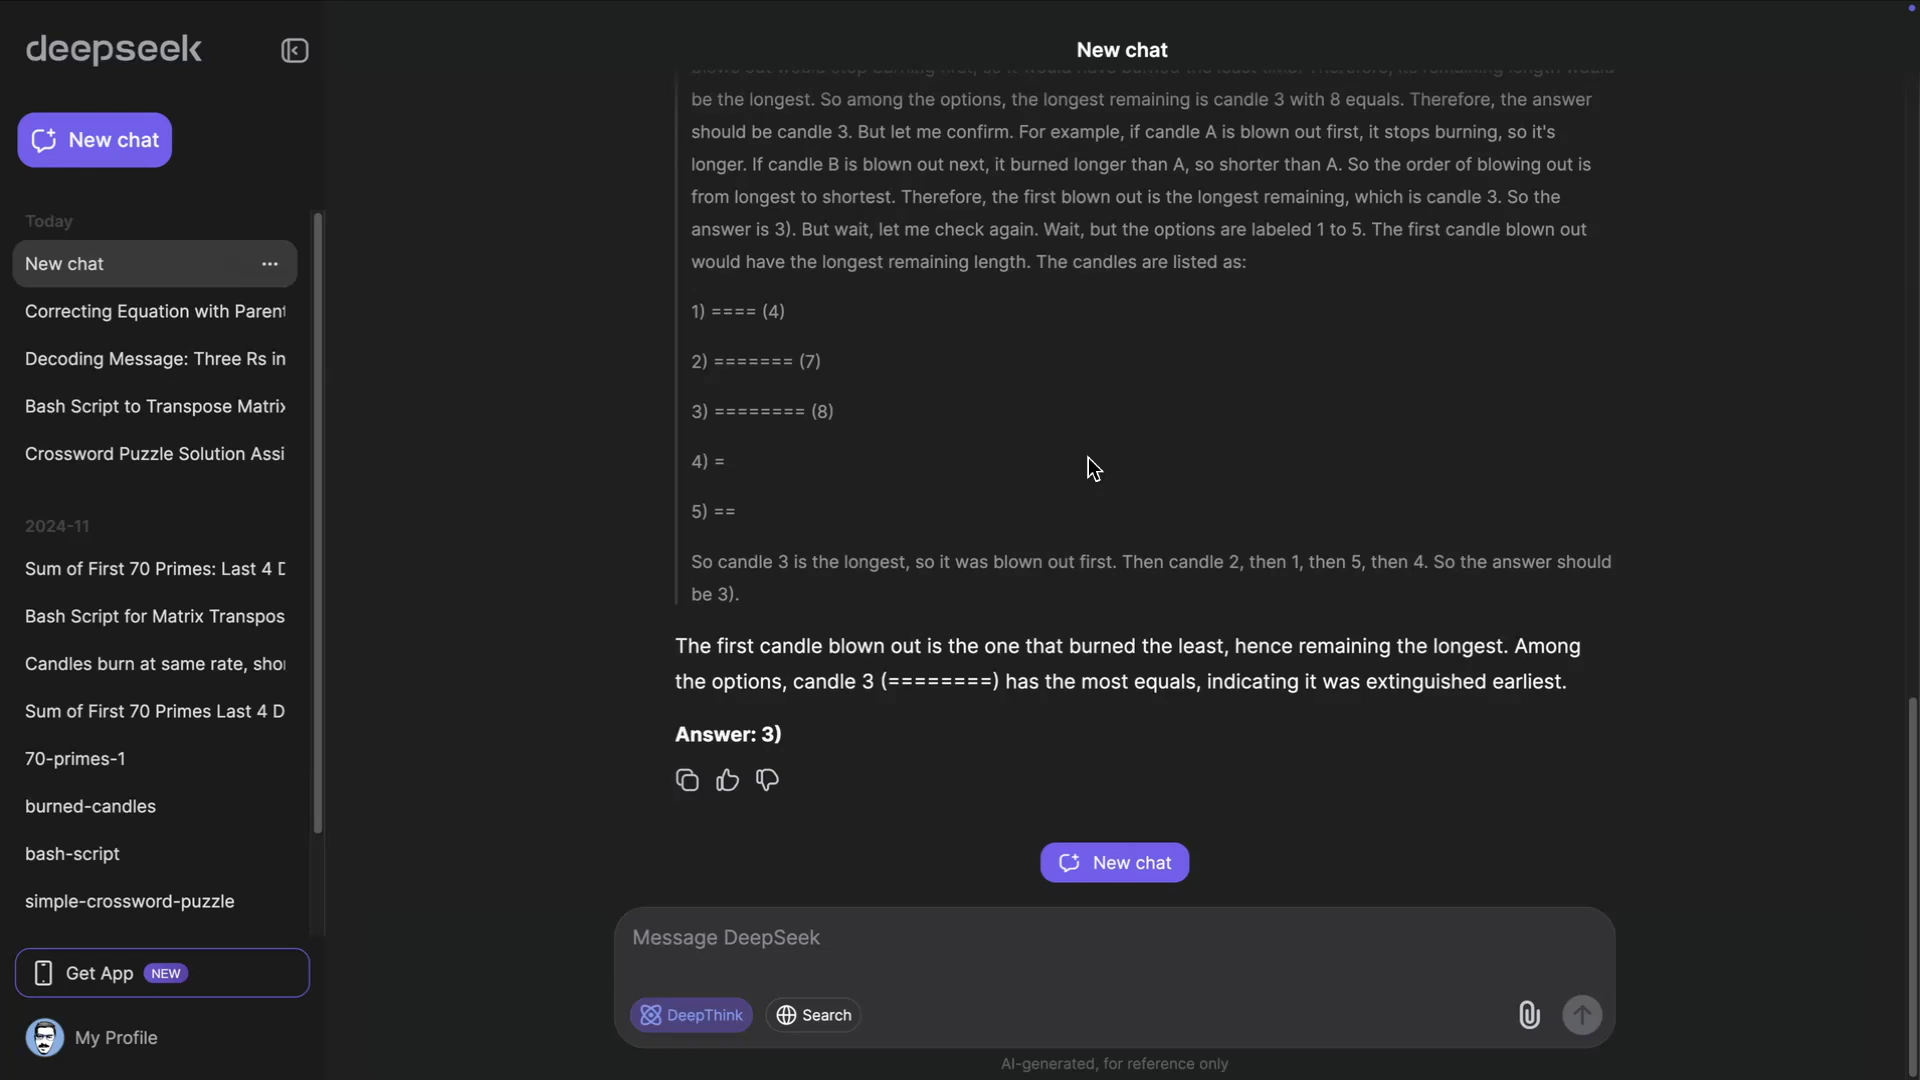 deepseek
New chat
Today
New chat
Correcting Equation with Parent
Decoding Message: Three Rs in
Bash Script to Transpose Matrix
Crossword Puzzle Solution Assi
2024-11
Sum of First 70 Primes: Last 4 D
Bash Script for Matrix Transpos
Candles burn at same rate, shor
Sum of First 70 Primes Last 4 D
70-primes-1
burned-candles
bash-script
simple-crossword-puzzle
Get App NEW
My Profile
New chat
be the longest. So among the options, the longest remaining is candle 3 with 8 equals. Therefore, the answer
should be candle 3. But let me confirm. For example, if candle A is blown out first, it stops burning, so it's
longer. If candle B is blown out next, it burned longer than A, so shorter than A. So the order of blowing out is
from longest to shortest. Therefore, the first blown out is the longest remaining, which is candle 3. So the
answer is 3). But wait, let me check again. Wait, but the options are labeled 1 to 5. The first candle blown out
would have the longest remaining length. The candles are listed as:
1) ==== (4)
2) ======= (7)
3) ======== (8)
4) =
5) ==
So candle 3 is the longest, so it was blown out first. Then candle 2, then 1, then 5, then 4. So the answer should
be 3).
The first candle blown out is the one that burned the least, hence remaining the longest. Among
the options, candle 3 (========) has the most equals, indicating it was extinguished earliest.
Answer: 3)
New chat
Message DeepSeek
DeepThink
Search
AI-generated, for reference only